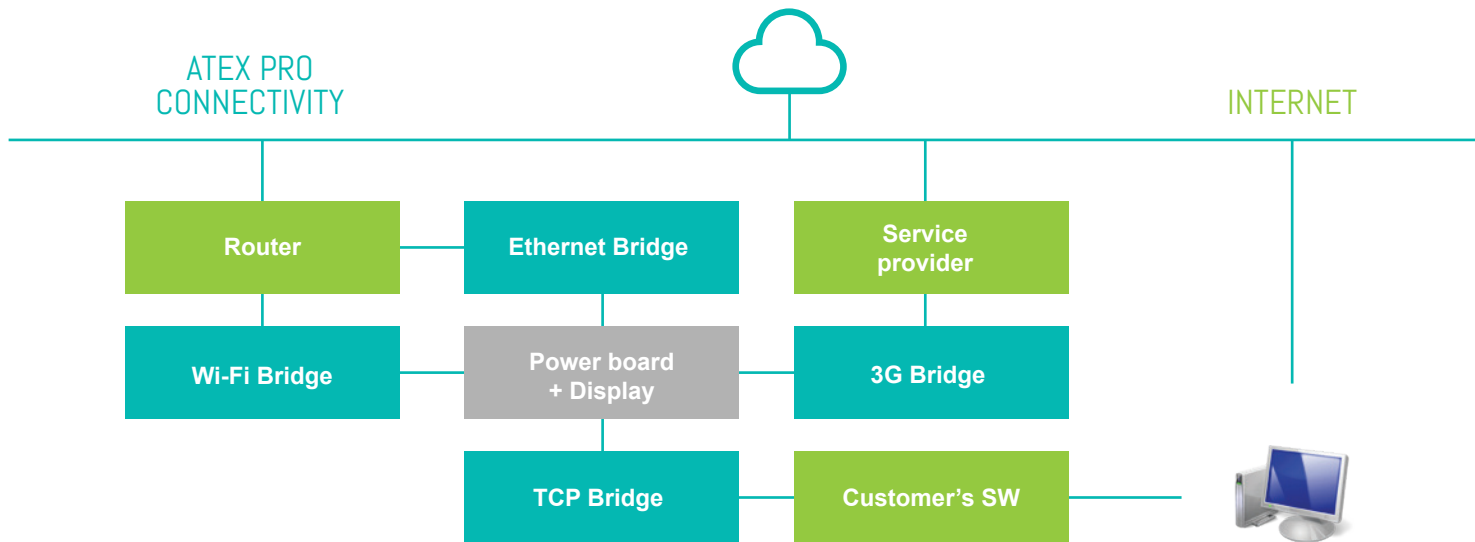 ATEX PRO
CONNECTIVITY
INTERNET
Router
Ethernet Bridge
Service
provider
Wi-Fi Bridge
Power board
+ Display
3G Bridge
TCP Bridge
Customer’s SW